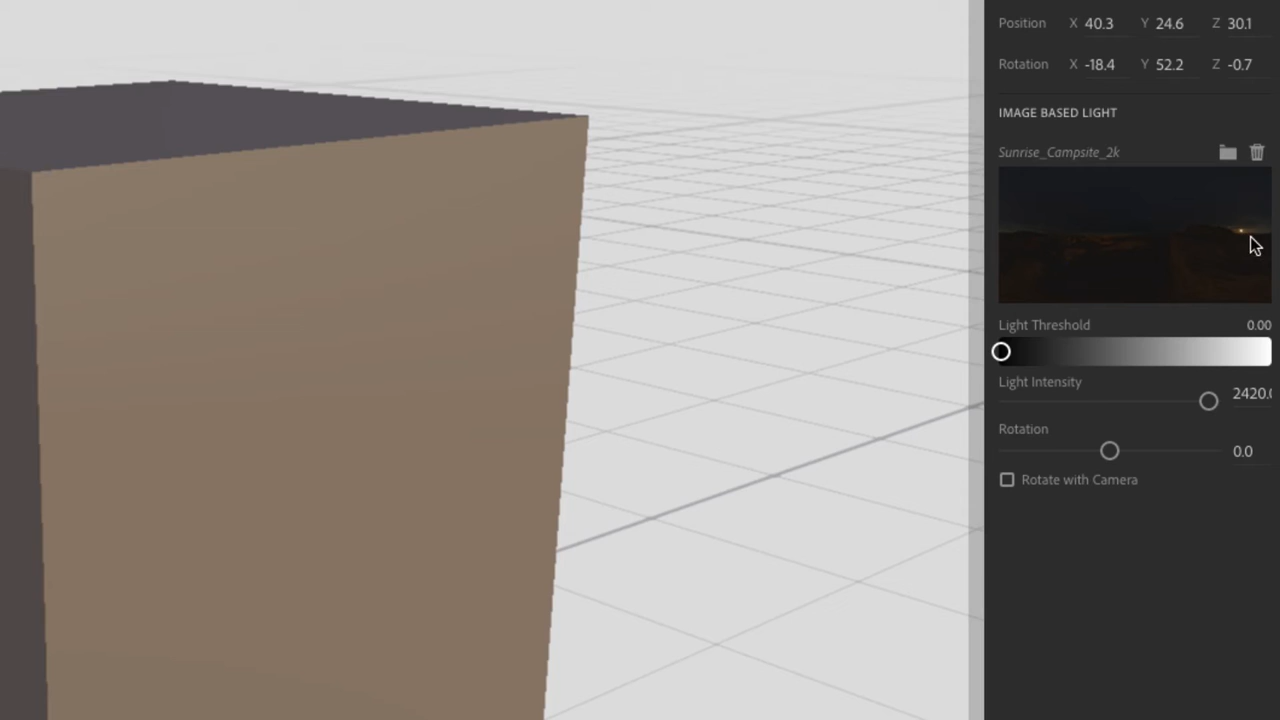 Position X 40.3 Y 24.6 Z 30.1
Rotation X -18.4 Y 52.2 Z -0.7
IMAGE BASED LIGHT
Sunrise_Campsite_2k
Light Threshold 0.00
Light Intensity
2420.0
Rotation
0.0
Rotate with Camera